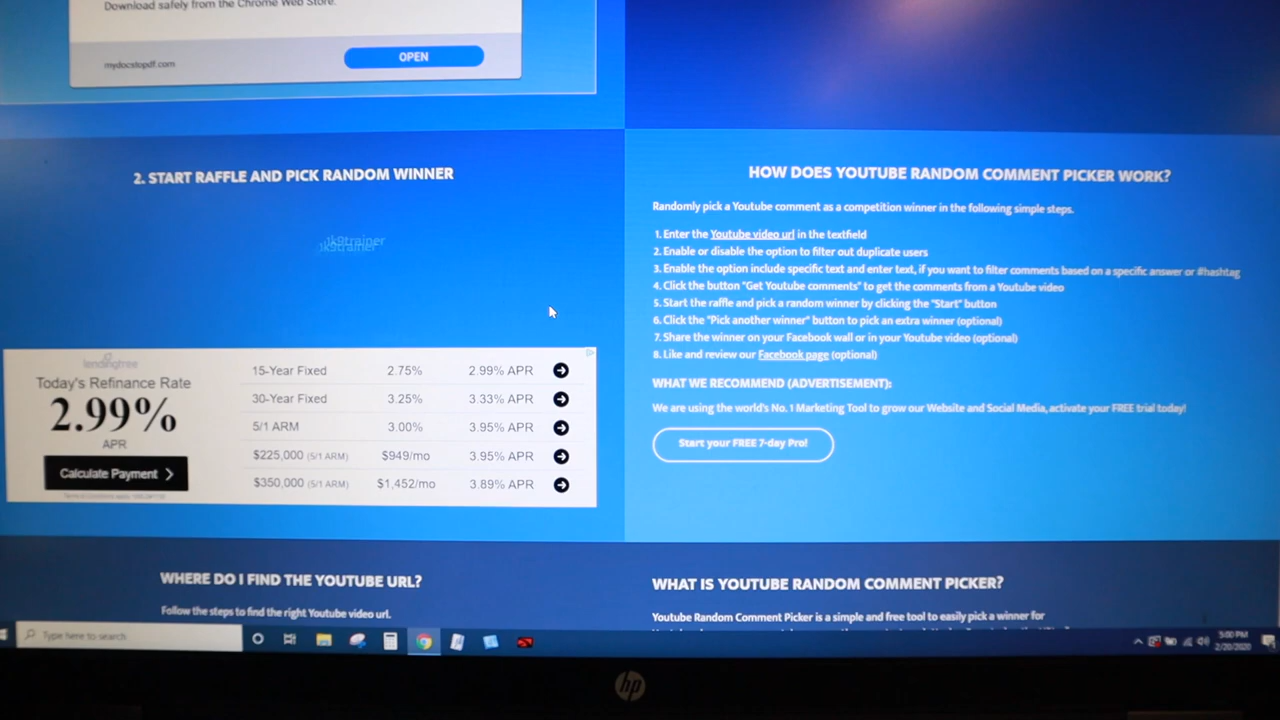 Download safely from the Chrome Web Store.
mydocstopdf.com
OPEN
2. START RAFFLE AND PICK RANDOM WINNER
1k9trainer
lendingtree
Today's Refinance Rate
2.99%
APR
Calculate Payment
15-Year Fixed 2.75% 2.99% APR
30-Year Fixed 3.25% 3.33% APR
5/1 ARM 3.00% 3.95% APR
$225,000 (5/1 ARM) $949/mo 3.95% APR
$350,000 (5/1 ARM) $1,452/mo 3.89% APR
HOW DOES YOUTUBE RANDOM COMMENT PICKER WORK?
Randomly pick a Youtube comment as a competition winner in the following simple steps.
1. Enter the Youtube video url in the textfield
2. Enable or disable the option to filter out duplicate users
3. Enable the option include specific text and enter text, if you want to filter comments based on a specific answer or #hashtag
4. Click the button "Get Youtube comments" to get the comments from a Youtube video
5. Start the raffle and pick a random winner by clicking the "Start" button
6. Click the "Pick another winner" button to pick an extra winner (optional)
7. Share the winner on your Facebook wall or in your Youtube video (optional)
8. Like and review our Facebook page (optional)
WHAT WE RECOMMEND (ADVERTISEMENT):
We are using the world's No. 1 Marketing Tool to grow our Website and Social Media, activate your FREE trial today!
Start your FREE 7-day Pro!
WHERE DO I FIND THE YOUTUBE URL?
Follow the steps to find the right Youtube video url.
WHAT IS YOUTUBE RANDOM COMMENT PICKER?
Youtube Random Comment Picker is a simple and free tool to easily pick a winner for
Type here to search
5:00 PM
2/20/2020
hp